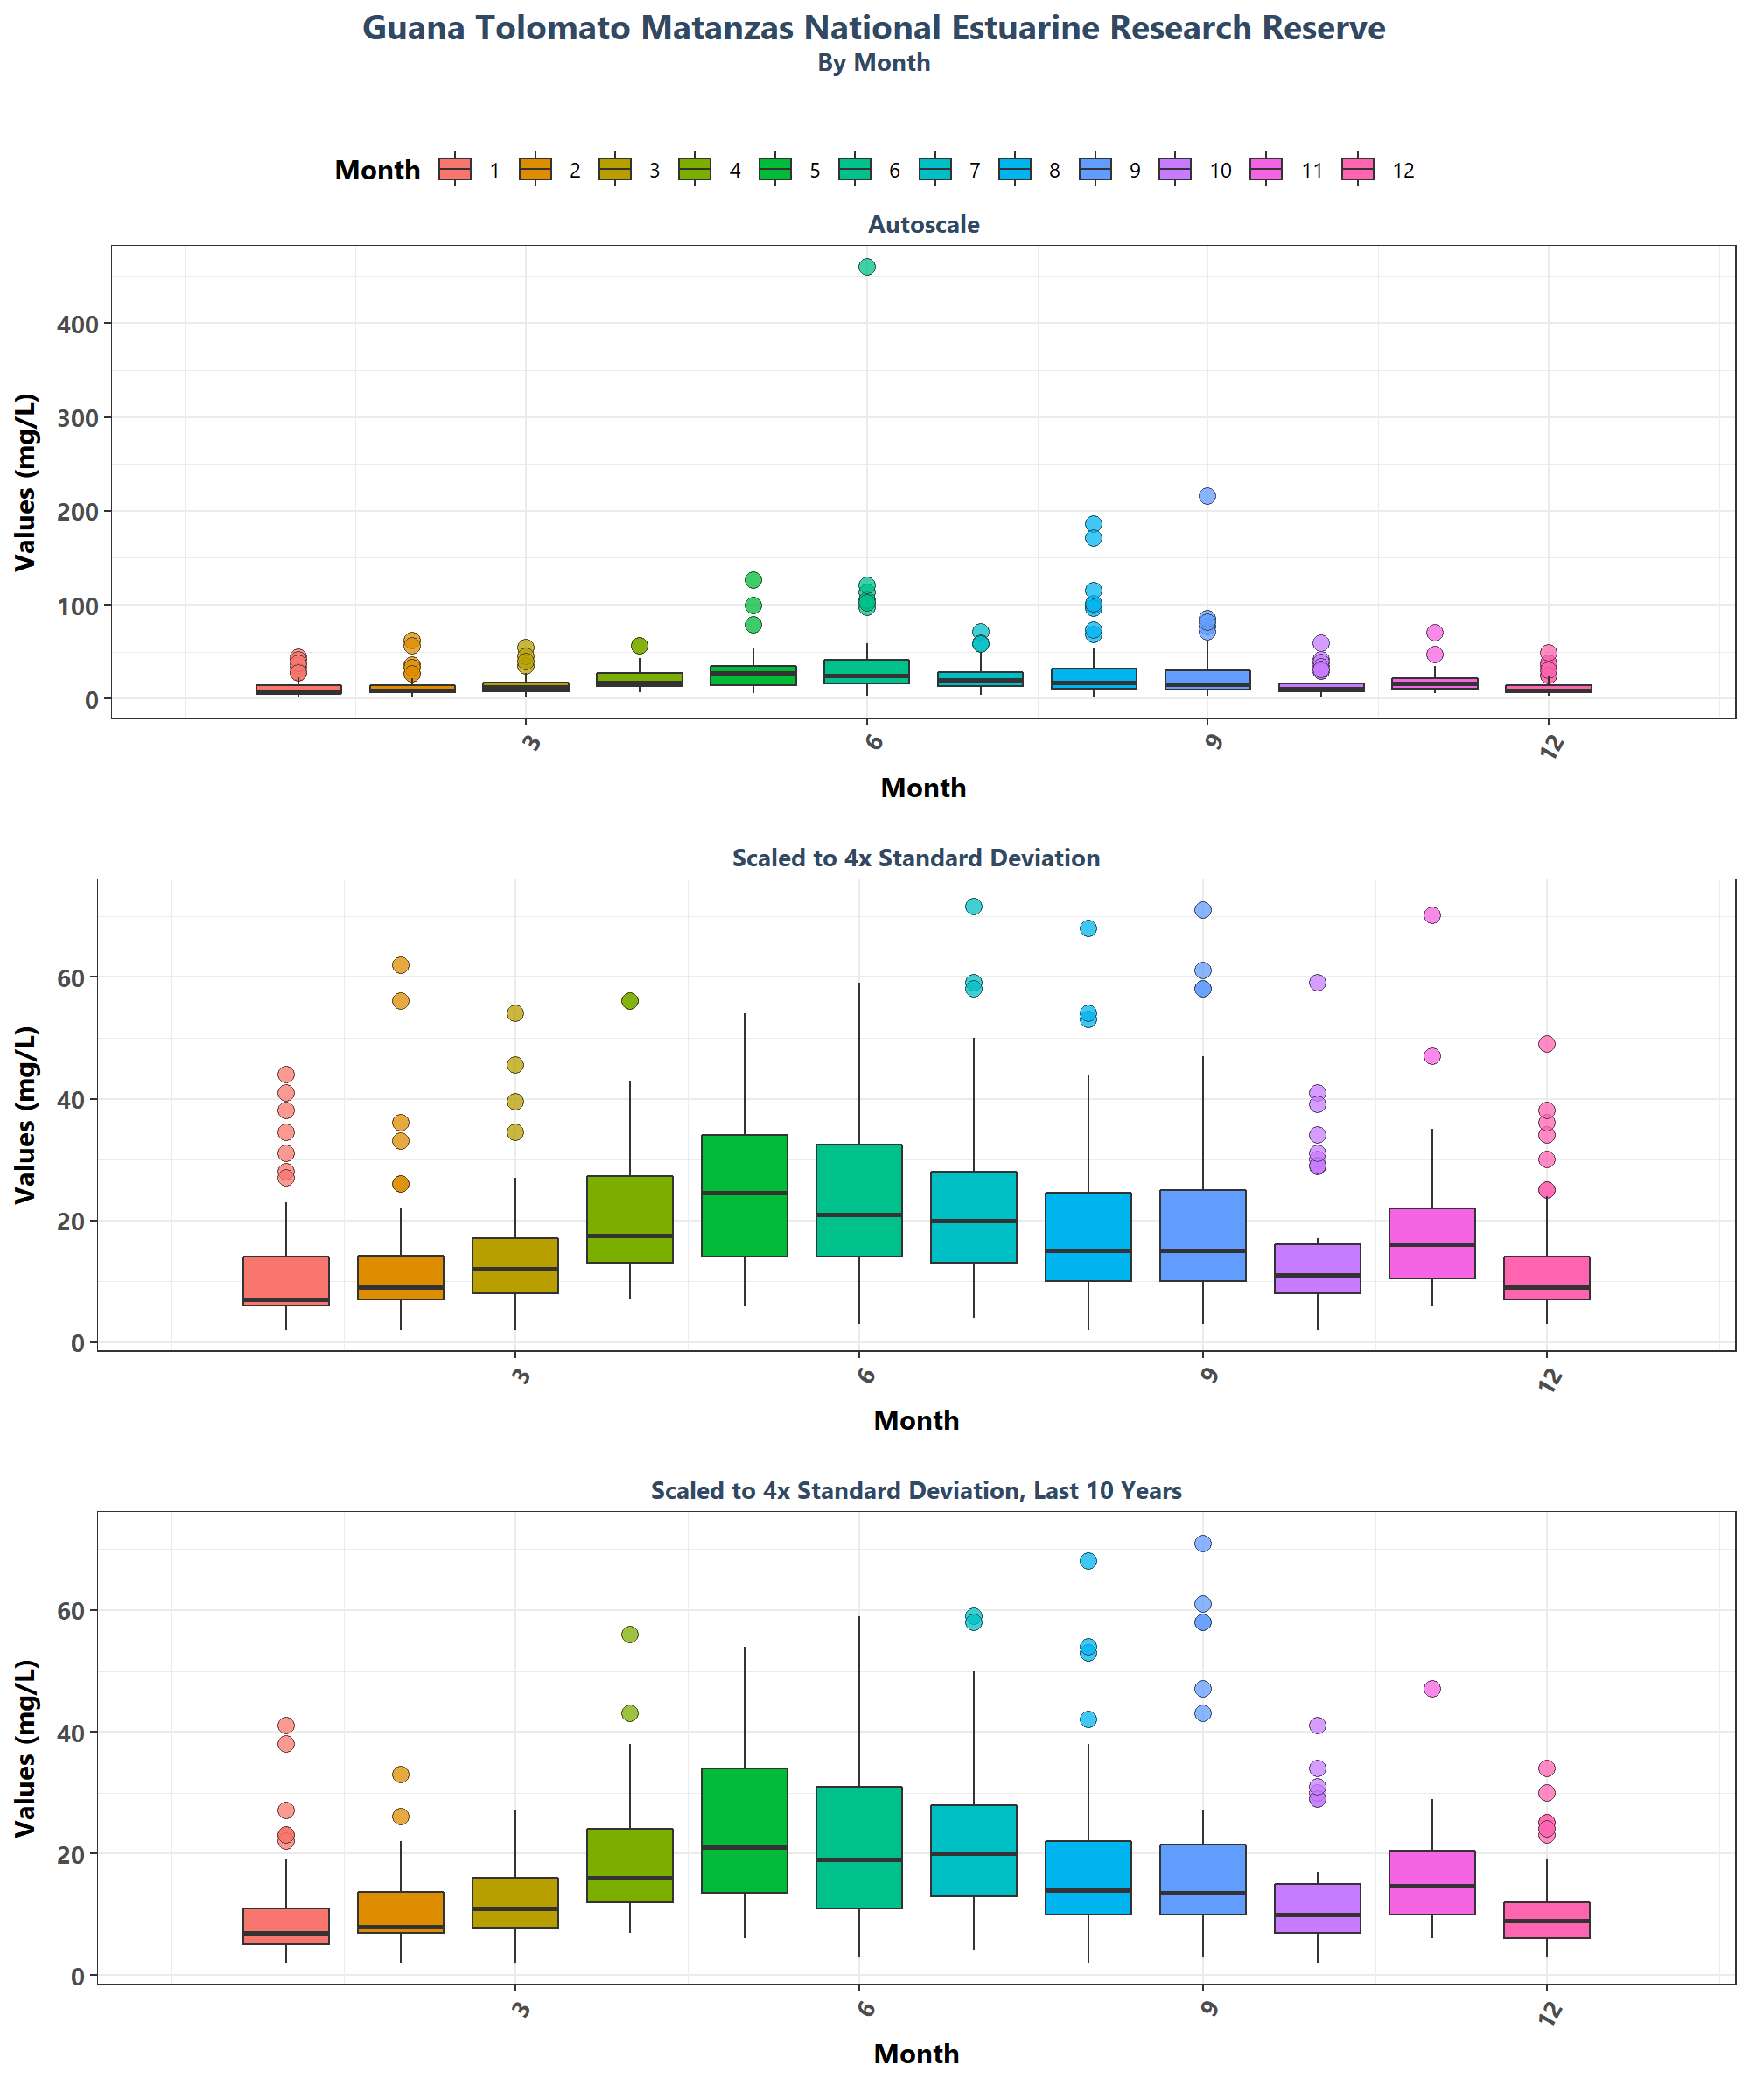 Guana Tolomato Matanzas National Estuarine Research Reserve
By Month
Month 1 2 3 4 5 6 7 8 9 10 11 12
Autoscale
Values (mg/L)
400
300
200
100
0
3 6 9 12
Month
Scaled to 4x Standard Deviation
Values (mg/L)
60
40
20
0
3 6 9 12
Month
Scaled to 4x Standard Deviation, Last 10 Years
Values (mg/L)
60
40
20
0
3 6 9 12
Month